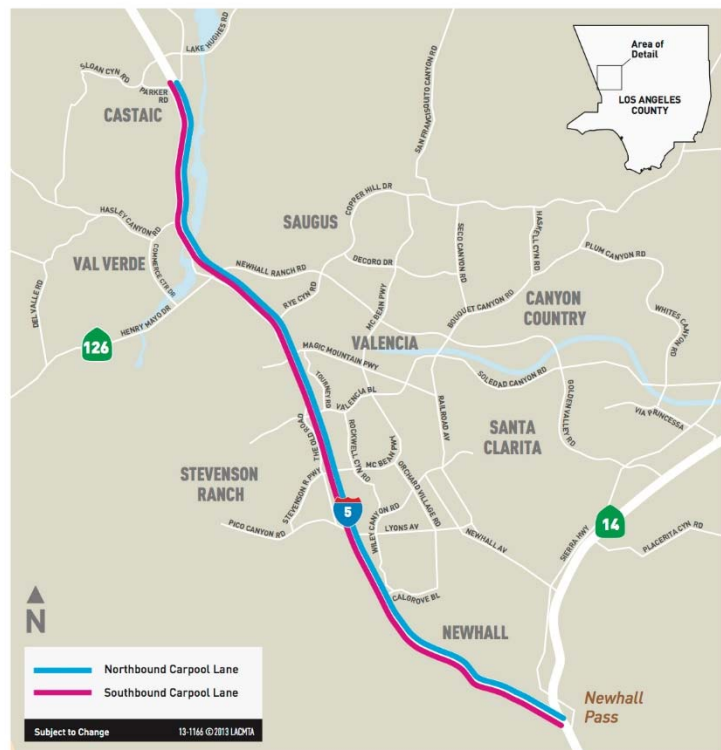 LAKE HUGHES RD
SLOAN CYN RD
PARKER
RD
CASTAIC
SAN FRANCISQUITO CANYON RD
Area of
Detail
LOS ANGELES
COUNTY
HASLEY CANYON RD
VAL VERDE
COMMERCE CTR DR
DEL VALLE RD
HENRY MAYO DR
126
SAUGUS
COPPER HILL DR
NEWHALL RANCH RD
DECORO DR
SECO CANYON RD
HASKELL CYN RD
PLUM CANYON RD
RYE CYN RD
MC BEAN PWY
BOUQUET CANYON RD
CANYON
COUNTRY
WHITES CANYON RD
VALENCIA
MAGIC MOUNTAIN PWY
SOLEDAD CANYON RD
TOURNEY RD
VALENCIA BL
RAILROAD AV
GOLDEN VALLEY RD
VIA PRINCESSA
THE OLD ROAD
ROCKWELL CYN RD
MC BEAN PWY
SANTA
CLARITA
STEVENSON
RANCH
STEVENSON R. PWY
ORCHARD VILLAGE RD
5
PICO CANYON RD
WILEY CANYON RD
LYONS AV
NEWHALL AV
SIERRA HWY
14
PLACERITA CYN RD
CALGROVE BL
N
NEWHALL
Newhall
Pass
Northbound Carpool Lane
Southbound Carpool Lane
Subject to Change 13-1166 ©2013 LACMTA